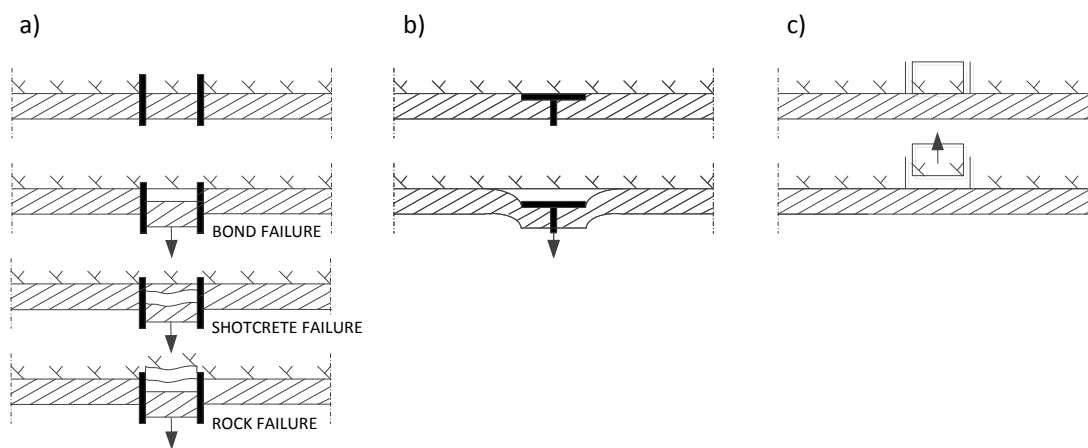 a)
b)
c)
BOND FAILURE
SHOTCRETE FAILURE
ROCK FAILURE